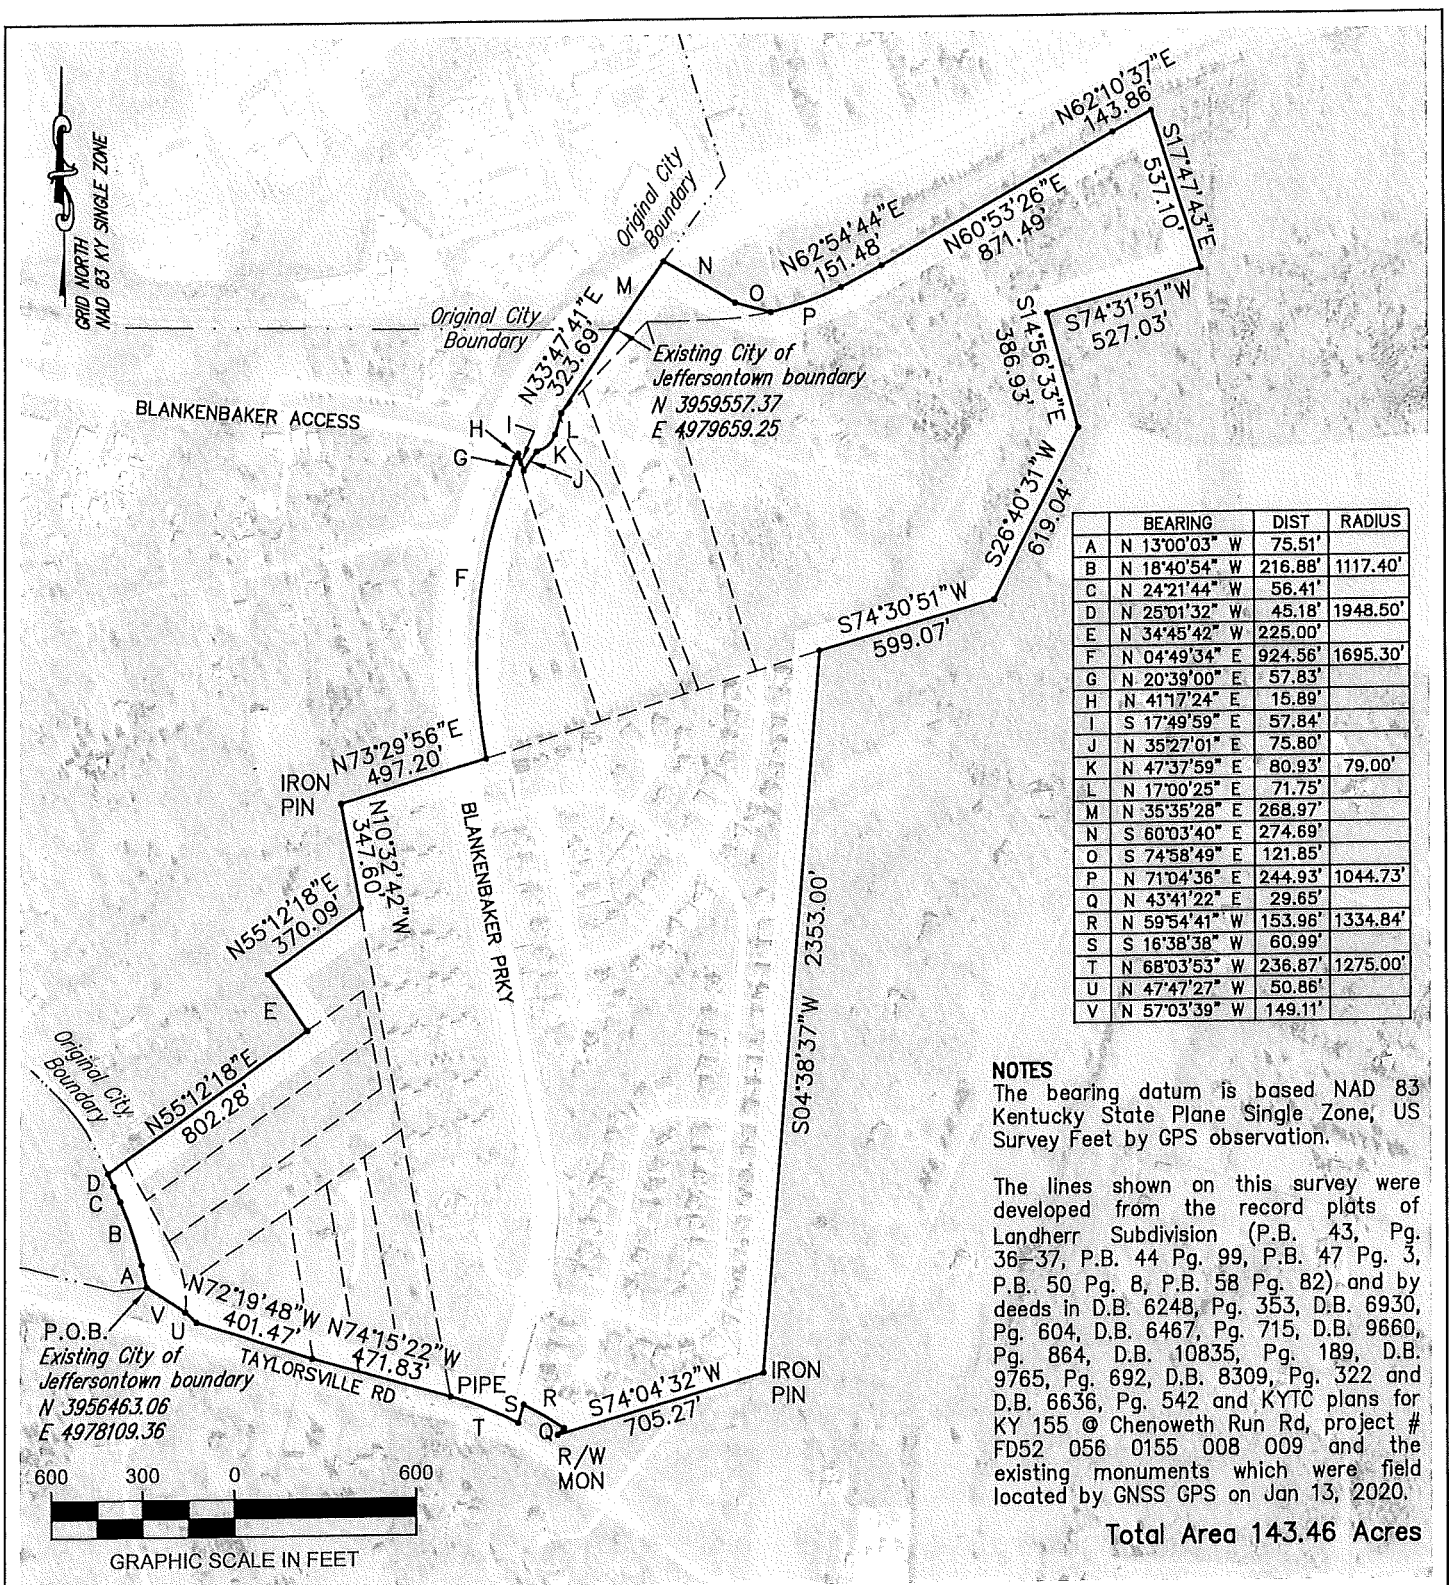 N62°10'37"E
143.86'
S17°47'43"E
537.10'
GRID NORTH
NAD 83 KY SINGLE ZONE
Original City
Boundary
N
M
O
P
N62°54'44"E
151.48'
N60°53'26"E
871.49'
S74°31'51"W
527.03'
S14°56'33"E
386.93'
Original City
Boundary
N33°47'41"E
323.69'
Existing City of
Jeffersontown boundary
N 3959557.37
E 4979659.25
BLANKENBAKER ACCESS
H
I
G
L
K
J
F
S26°40'31"W
619.04'
S74°30'51"W
599.07'
BEARING DIST RADIUS
A N 13°00'03" W 75.51'
B N 18°40'54" W 216.88' 1117.40'
C N 24°21'44" W 56.41'
D N 25°01'32" W 45.18' 1948.50'
E N 34°45'42" W 225.00'
F N 04°49'34" E 924.56' 1695.30'
G N 20°39'00" E 57.83'
H N 41°17'24" E 15.89'
I S 17°49'59" E 57.84'
J N 35°27'01" E 75.80'
K N 47°37'59" E 80.93' 79.00'
L N 17°00'25" E 71.75'
M N 35°35'28" E 268.97'
N S 60°03'40" E 274.69'
O S 74°58'49" E 121.85'
P N 71°04'36" E 244.93' 1044.73'
Q N 43°41'22" E 29.65'
R N 59°54'41" W 153.96' 1334.84'
S S 16°38'38" W 60.99'
T N 68°03'53" W 236.87' 1275.00'
U N 47°47'27" W 50.86'
V N 57°03'39" W 149.11'
N73°29'56"E
497.20'
IRON
PIN
N10°32'42"W
347.60'
BLANKENBAKER PRKY
N55°12'18"E
370.09'
E
S04°38'37"W 2353.00'
Original City
Boundary
N55°12'18"E
802.28'
D
C
B
A
V
U
N72°19'48"W
401.47'
N74°15'22"W
471.83'
TAYLORSVILLE RD
P.O.B.
Existing City of
Jeffersontown boundary
N 3956463.06
E 4978109.36
PIPE
S
R
T
Q
S74°04'32"W
705.27'
IRON
PIN
R/W
MON
NOTES
The bearing datum is based NAD 83
Kentucky State Plane Single Zone, US
Survey Feet by GPS observation.
The lines shown on this survey were
developed from the record plats of
Landherr Subdivision (P.B. 43, Pg.
36-37, P.B. 44 Pg. 99, P.B. 47 Pg. 3,
P.B. 50 Pg. 8, P.B. 58 Pg. 82) and by
deeds in D.B. 6248, Pg. 353, D.B. 6930,
Pg. 604, D.B. 6467, Pg. 715, D.B. 9660,
Pg. 864, D.B. 10835, Pg. 189, D.B.
9765, Pg. 692, D.B. 8309, Pg. 322 and
D.B. 6636, Pg. 542 and KYTC plans for
KY 155 @ Chenoweth Run Rd, project #
FD52 056 0155 008 009 and the
existing monuments which were field
located by GNSS GPS on Jan 13, 2020.
Total Area 143.46 Acres
600 300 0 600
GRAPHIC SCALE IN FEET